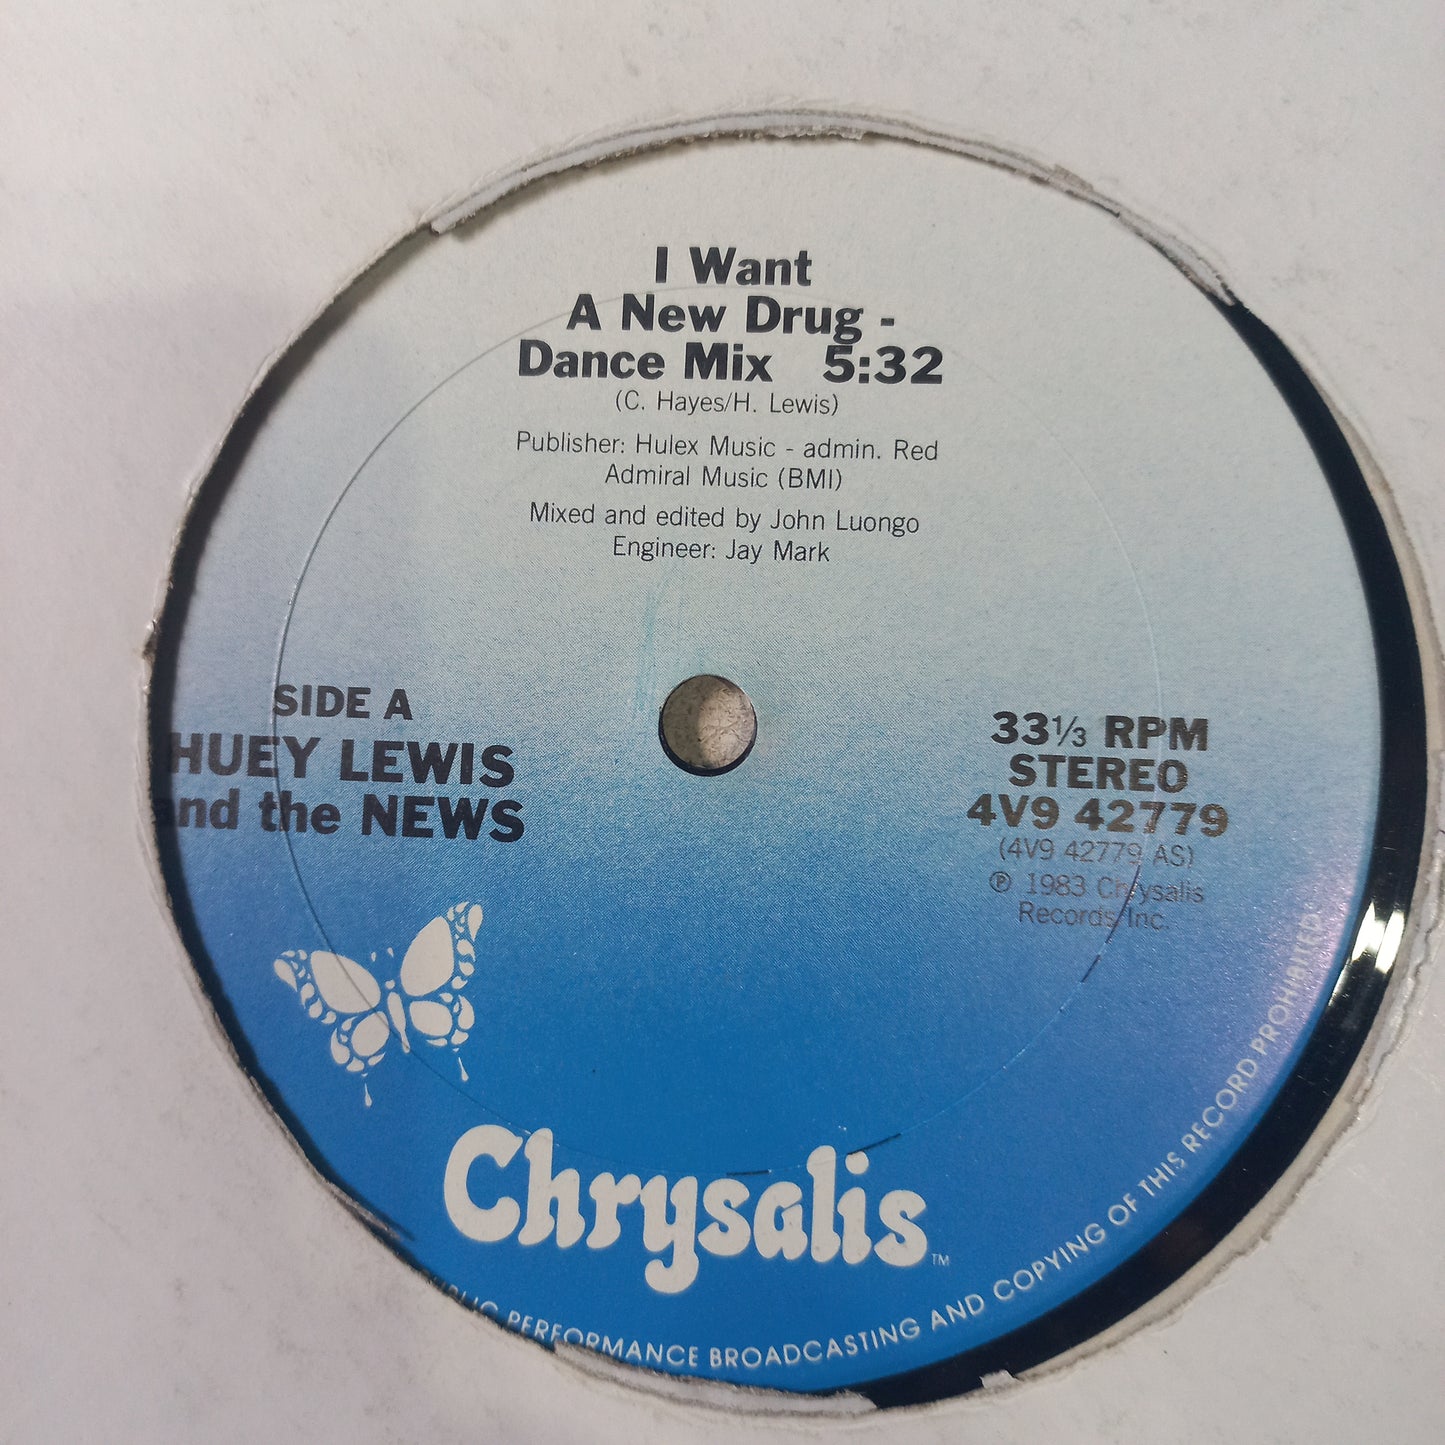 I Want
A New Drug -
Dance Mix 5:32
(C. Hayes/H. Lewis)
Publisher: Hulex Music - admin. Red
Admiral Music (BMI)
Mixed and edited by John Luongo
Engineer: Jay Mark
SIDE A
HUEY LEWIS
and the NEWS
33⅓ RPM
STEREO
4V9 42779
(4V9 42779 AS)
℗ 1983 Chrysalis
Records Inc.
Chrysalis™
PERFORMANCE BROADCASTING AND COPYING OF THIS RECORD PROHIBITED